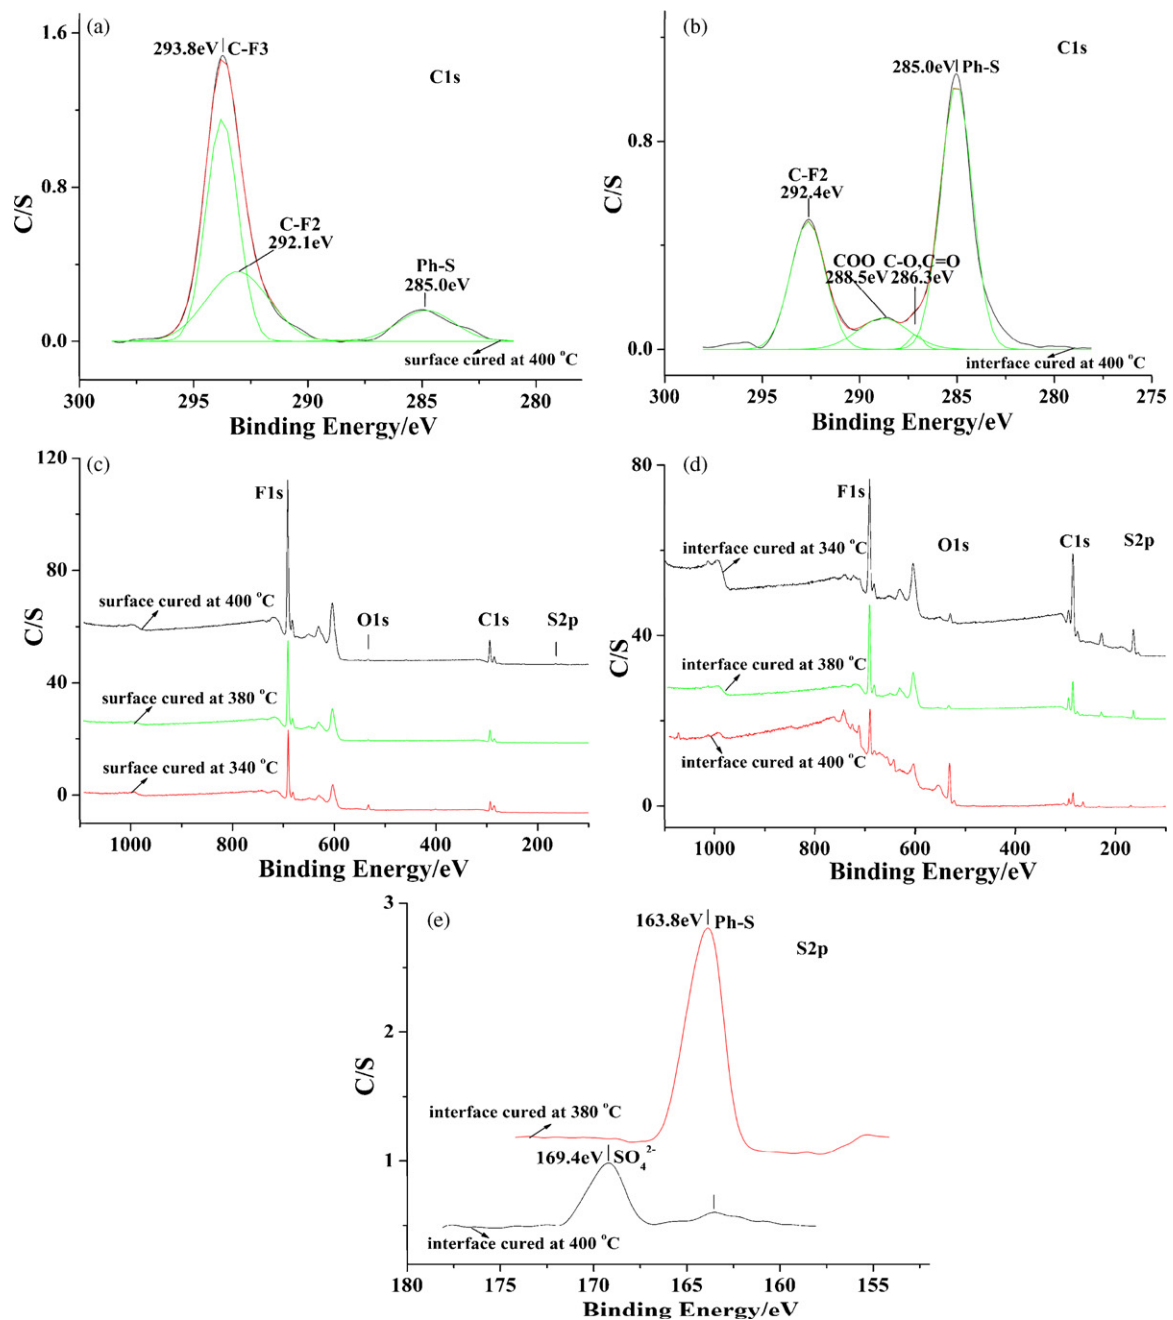 (a)
293.8eV C-F3
C1s
C-F2
292.1eV
Ph-S
285.0eV
surface cured at 400 °C
1.6
0.8
0.0
C/S
300 295 290 285 280
Binding Energy/eV
(b)
C1s
285.0eV Ph-S
C-F2
292.4eV
COO C-O,C=O
288.5eV 286.3eV
interface cured at 400 °C
0.8
0.0
C/S
300 295 290 285 280 275
Binding Energy/eV
(c)
F1s
O1s C1s S2p
surface cured at 400 °C
surface cured at 380 °C
surface cured at 340 °C
120
80
40
0
C/S
1000 800 600 400 200
Binding Energy/eV
(d)
F1s
O1s C1s S2p
interface cured at 340 °C
interface cured at 380 °C
interface cured at 400 °C
80
40
0
C/S
1000 800 600 400 200
Binding Energy/eV
(e)
163.8eV Ph-S
S2p
interface cured at 380 °C
169.4eV SO₄²⁻
interface cured at 400 °C
3
2
1
C/S
180 175 170 165 160 155
Binding Energy/eV